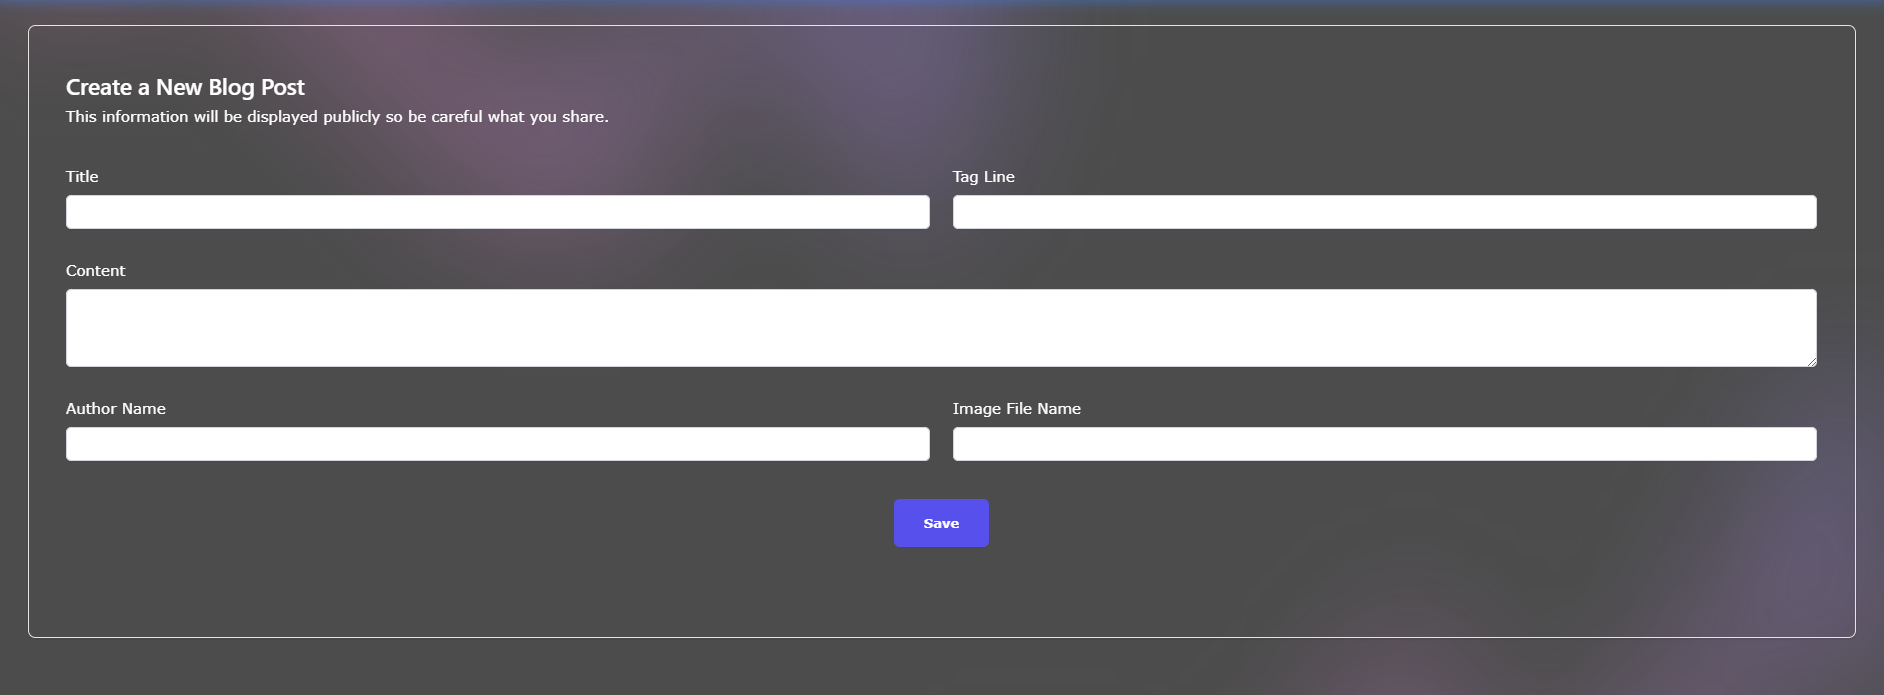 Create a New Blog Post
This information will be displayed publicly so be careful what you share.
Title
Tag Line
Content
Author Name
Image File Name
Save